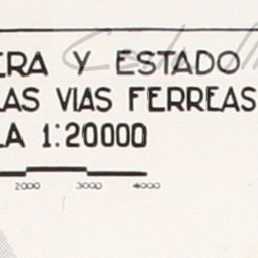 ERA Y ESTADO
LAS VIAS FERREAS
LA 1:20000
2000 3000 4000